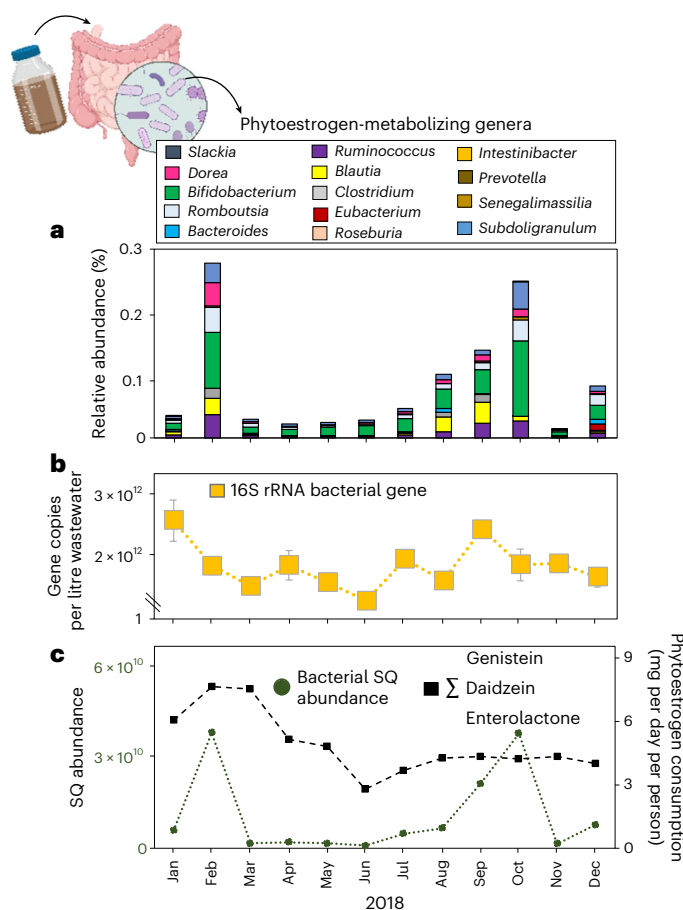 Phytoestrogen-metabolizing genera
Slackia
Dorea
Bifidobacterium
Romboutsia
Bacteroides
Ruminococcus
Blautia
Clostridium
Eubacterium
Roseburia
Intestinibacter
Prevotella
Senegalimassilia
Subdoligranulum
a
Relative abundance (%)
0.3
0.2
0.1
0
b
Gene copies
per litre wastewater
3 × 10¹²
2 × 10¹²
1
16S rRNA bacterial gene
c
SQ abundance
6 × 10¹⁰
3 × 10¹⁰
0
Bacterial SQ
abundance
∑
Genistein
Daidzein
Enterolactone
9
6
3
0
Phytoestrogen consumption
(mg per day per person)
Jan
Feb
Mar
Apr
May
Jun
Jul
Aug
Sep
Oct
Nov
Dec
2018